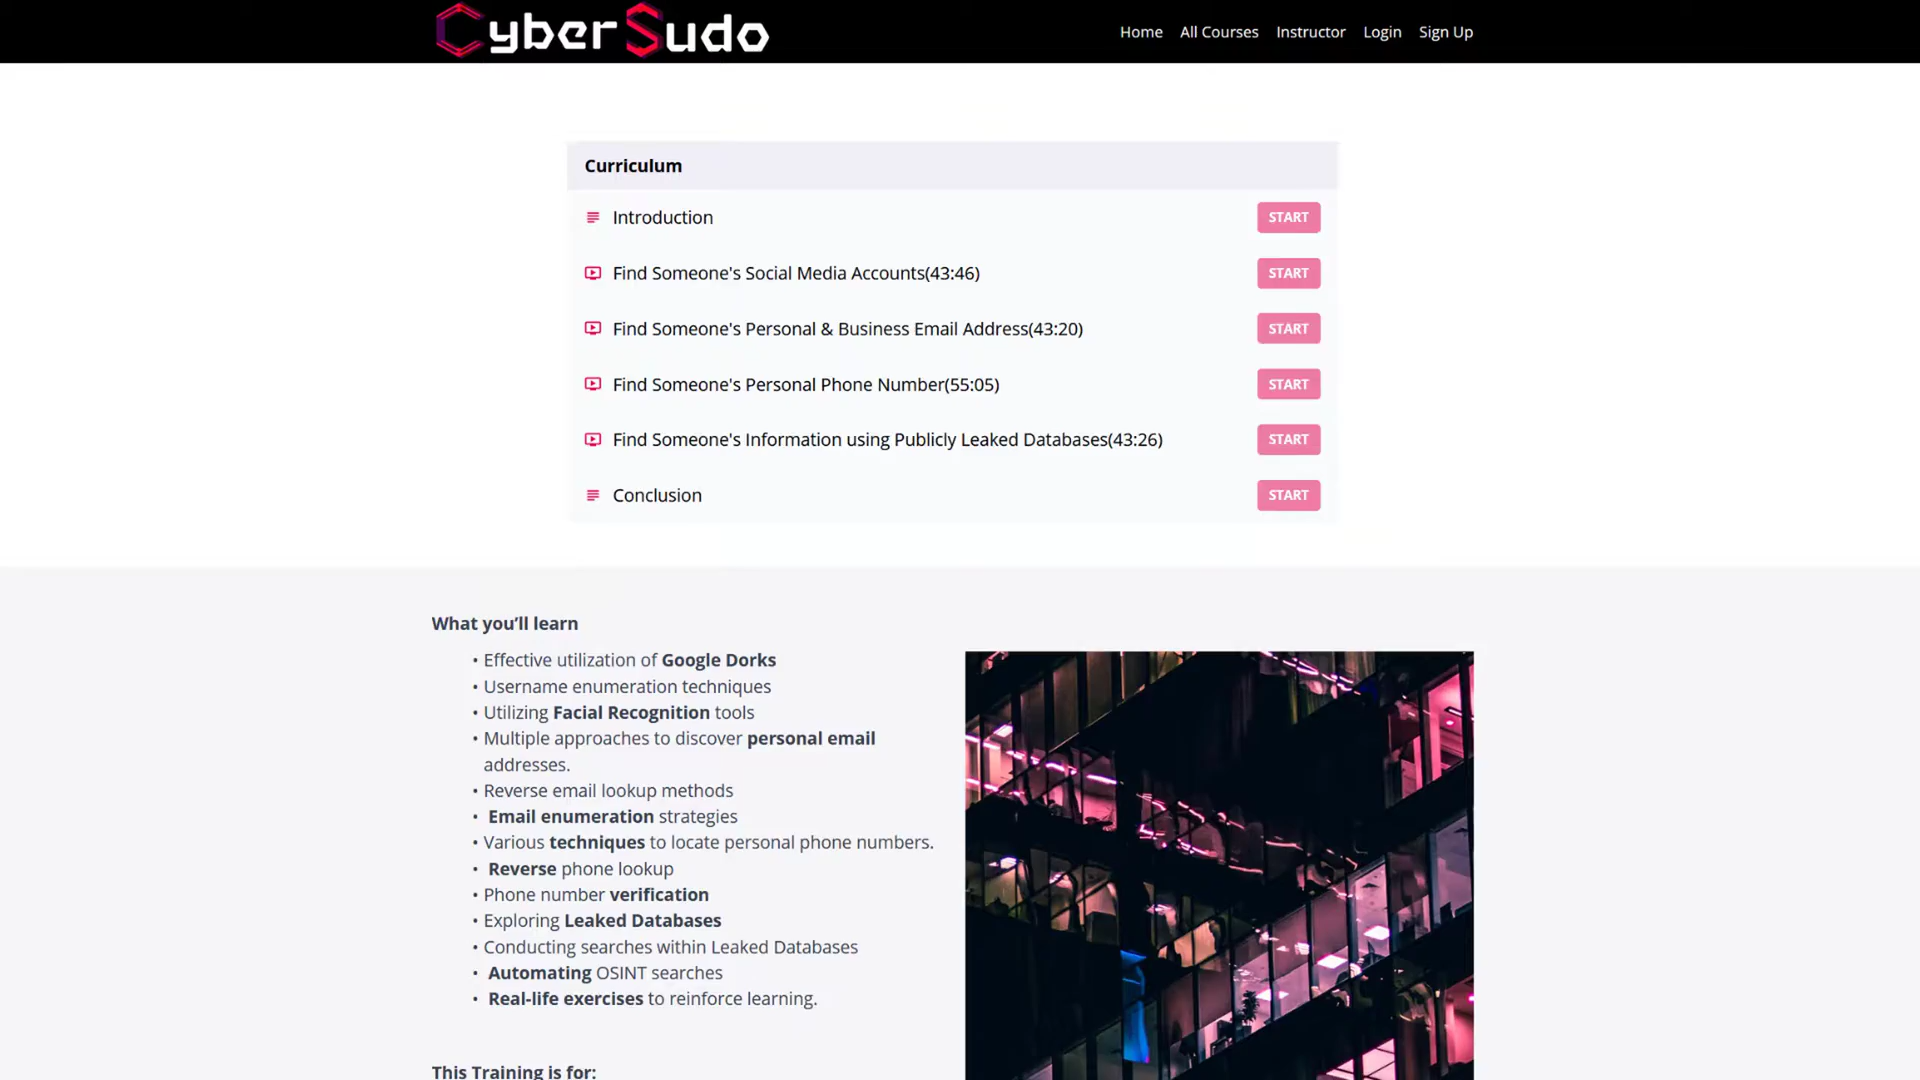 CyberSudo
Home All Courses Instructor Login Sign Up
Curriculum
Introduction START
Find Someone's Social Media Accounts(43:46) START
Find Someone's Personal & Business Email Address(43:20) START
Find Someone's Personal Phone Number(55:05) START
Find Someone's Information using Publicly Leaked Databases(43:26) START
Conclusion START
What you’ll learn
• Effective utilization of Google Dorks
• Username enumeration techniques
• Utilizing Facial Recognition tools
• Multiple approaches to discover personal email
addresses.
• Reverse email lookup methods
• Email enumeration strategies
• Various techniques to locate personal phone numbers.
• Reverse phone lookup
• Phone number verification
• Exploring Leaked Databases
• Conducting searches within Leaked Databases
• Automating OSINT searches
• Real-life exercises to reinforce learning.
This Training is for: